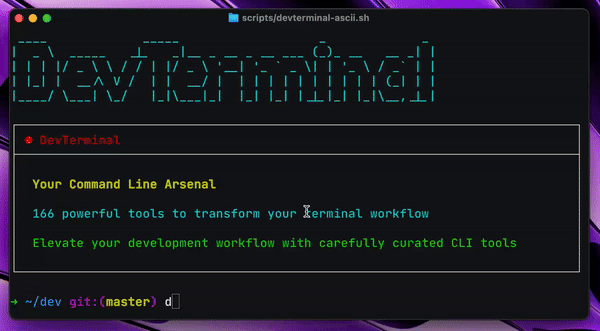 scripts/devterminal-ascii.sh
DevTerminal
DevTerminal
Your Command Line Arsenal
166 powerful tools to transform your terminal workflow
Elevate your development workflow with carefully curated CLI tools
→ ~/dev git:(master) d